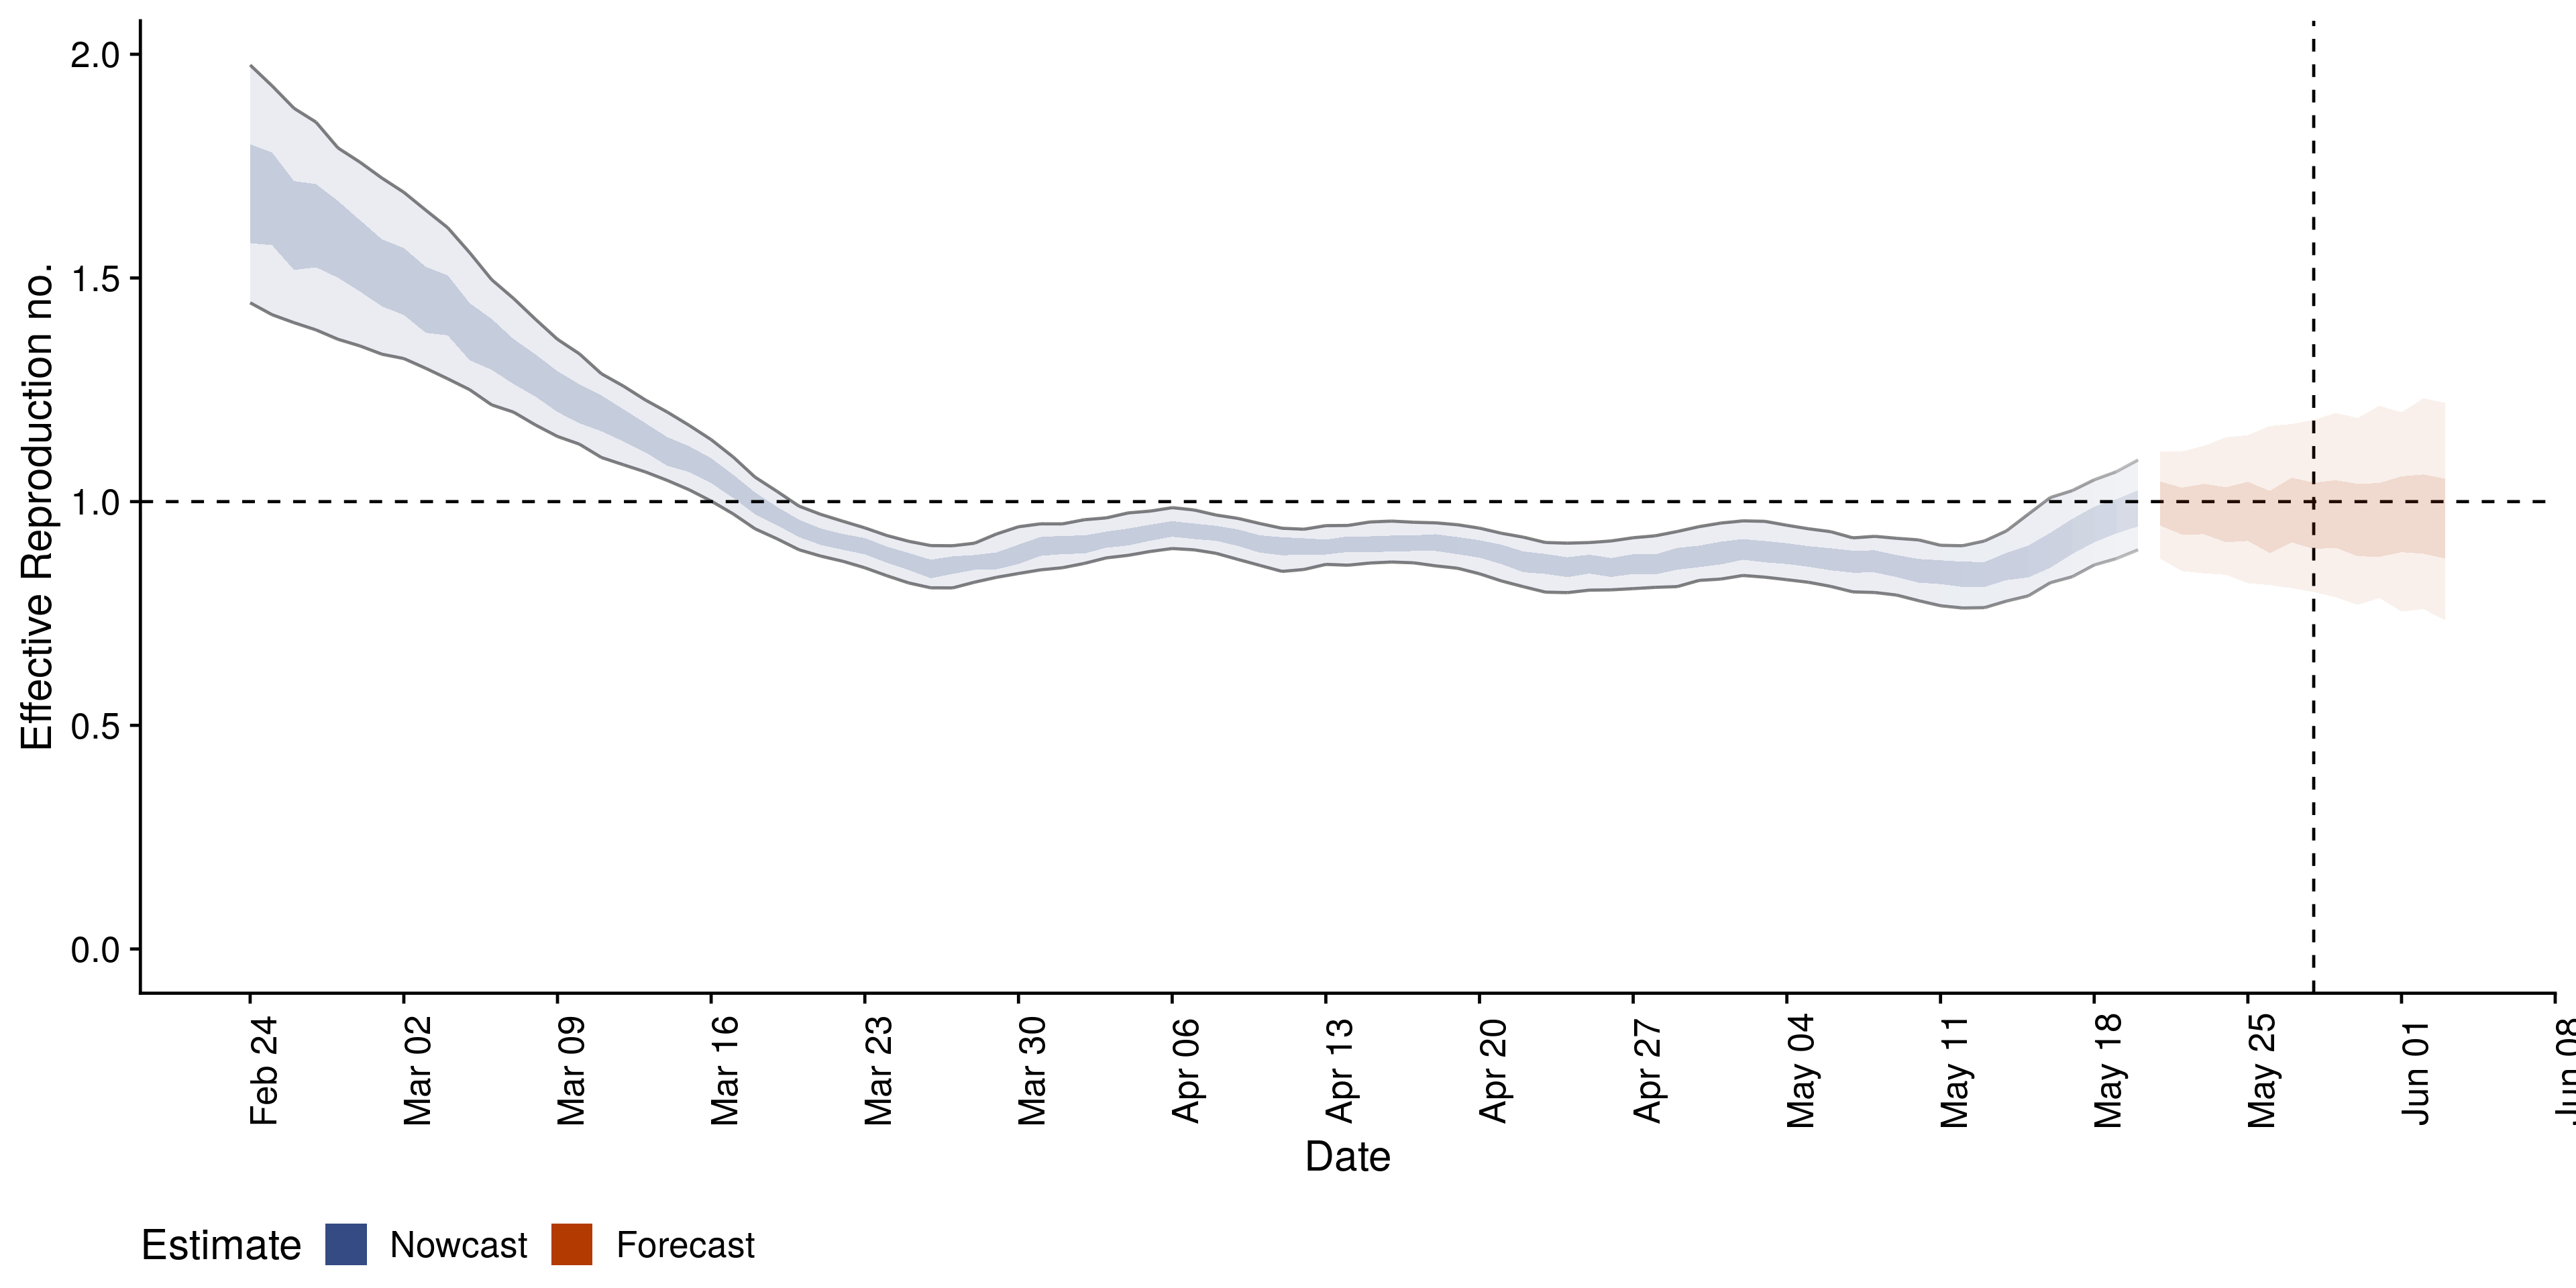 Effective Reproduction no.
2.0
1.5
1.0
0.5
0.0
Feb 24
Mar 02
Mar 09
Mar 16
Mar 23
Mar 30
Apr 06
Apr 13
Apr 20
Apr 27
May 04
May 11
May 18
May 25
Jun 01
Jun 08
Date
Estimate Nowcast Forecast